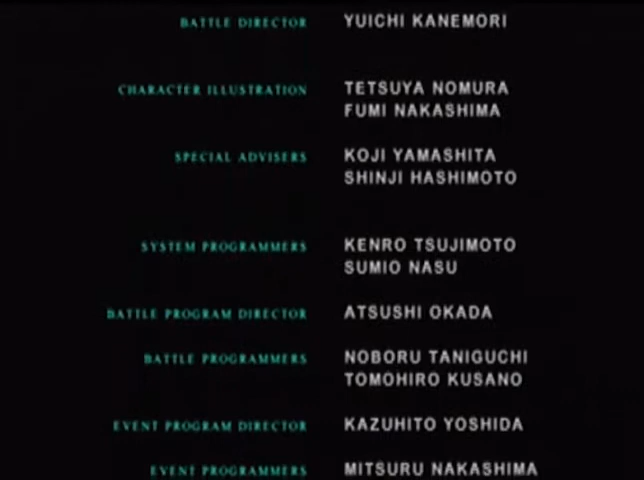 BATTLE DIRECTOR YUICHI KANEMORI
CHARACTER ILLUSTRATION TETSUYA NOMURA
FUMI NAKASHIMA
SPECIAL ADVISERS KOJI YAMASHITA
SHINJI HASHIMOTO
SYSTEM PROGRAMMERS KENRO TSUJIMOTO
SUMIO NASU
BATTLE PROGRAM DIRECTOR ATSUSHI OKADA
BATTLE PROGRAMMERS NOBORU TANIGUCHI
TOMOHIRO KUSANO
EVENT PROGRAM DIRECTOR KAZUHITO YOSHIDA
EVENT PROGRAMMERS MITSURU NAKASHIMA